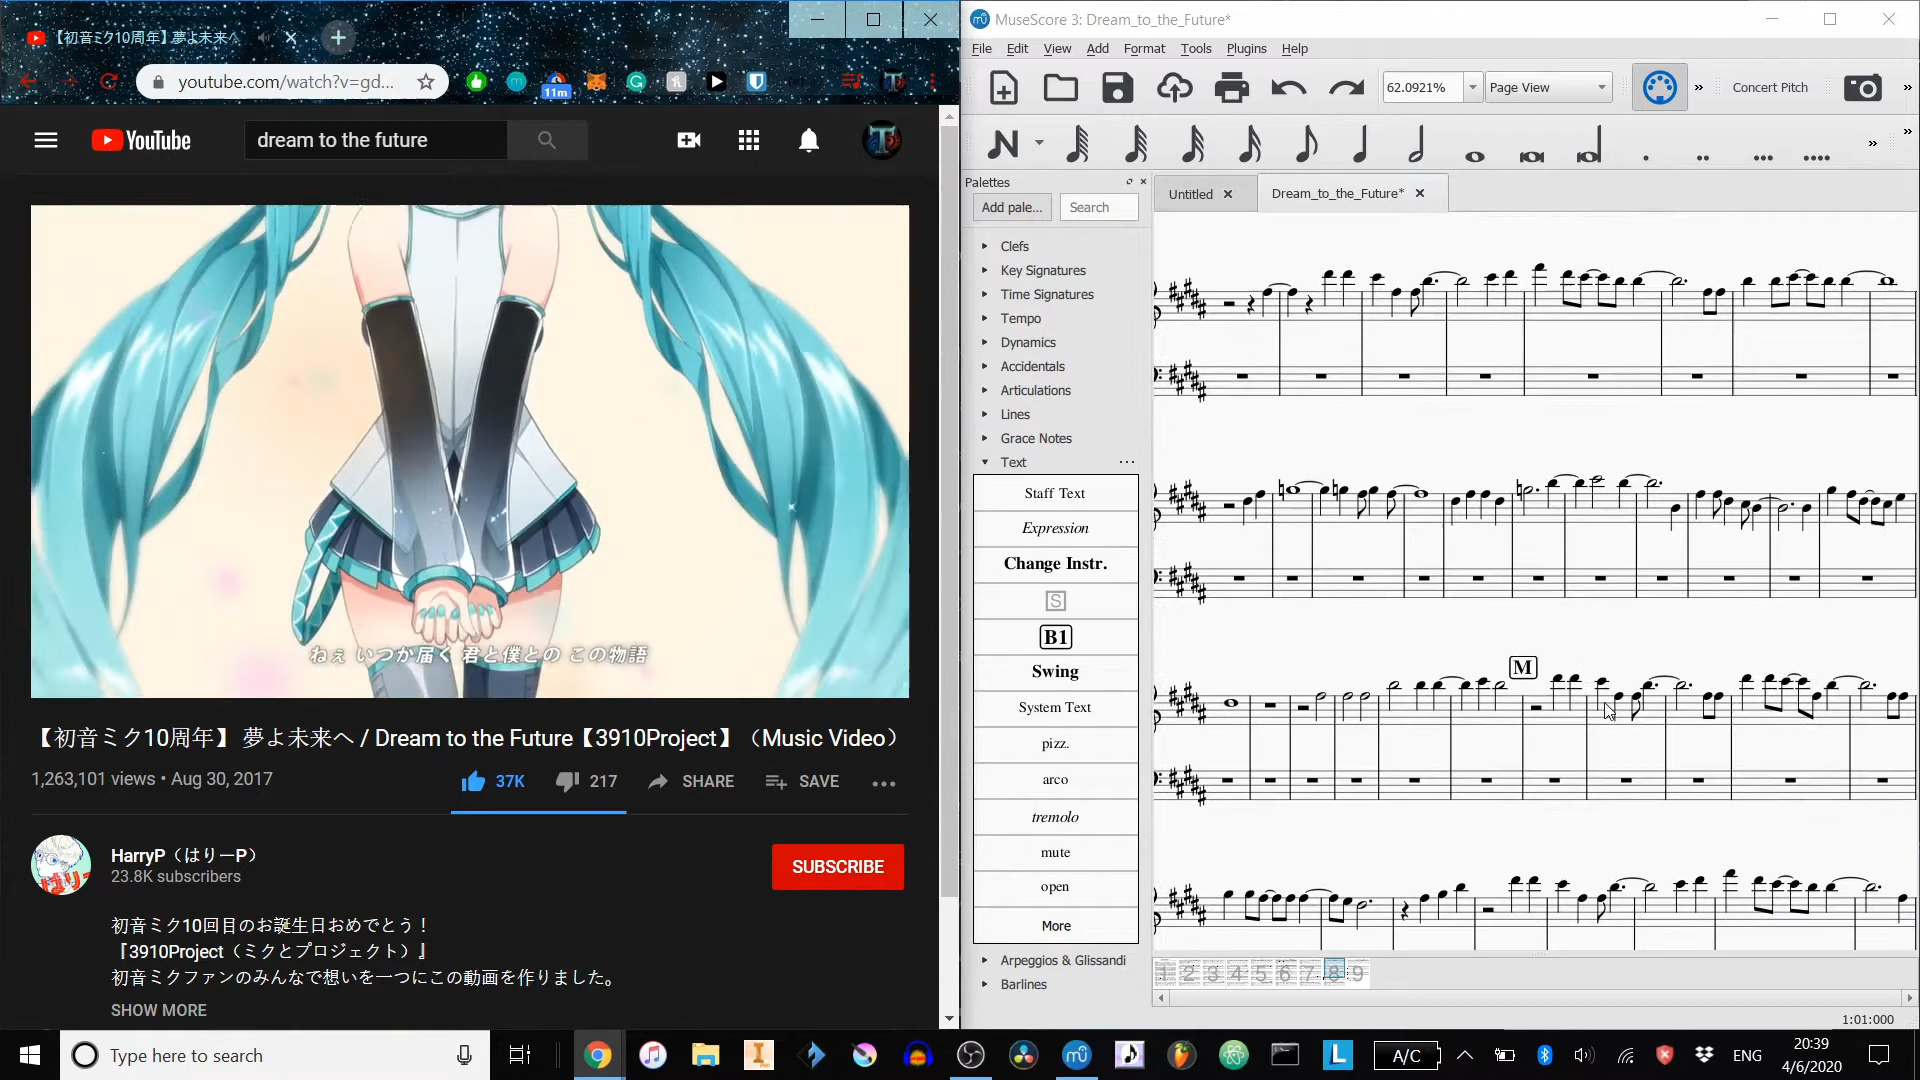 【初音ミク10周年】夢よ未来へ
youtube.com/watch?v=gd...
11m
YouTube
dream to the future
ねぇ いつか届く 君と僕との この物語
【初音ミク10周年】 夢よ未来へ / Dream to the Future【3910Project】（Music Video）
1,263,101 views • Aug 30, 2017
37K
217
SHARE
SAVE
HarryP（はりーP）
23.8K subscribers
SUBSCRIBE
初音ミク10回目のお誕生日おめでとう！
『3910Project（ミクとプロジェクト）』
初音ミクファンのみんなで想いを一つにこの動画を作りました。
SHOW MORE
MuseScore 3: Dream_to_the_Future*
File Edit View Add Format Tools Plugins Help
62.0921%
Page View
Concert Pitch
Palettes
Add pale...
Search
Untitled
Dream_to_the_Future*
Clefs
Key Signatures
Time Signatures
Tempo
Dynamics
Accidentals
Articulations
Lines
Grace Notes
Text
Staff Text
Expression
Change Instr.
S
B1
Swing
System Text
pizz.
arco
tremolo
mute
open
More
Arpeggios & Glissandi
Barlines
M
1 2 3 4 5 6 7 8 9
1:01:000
Type here to search
L
A/C
ENG
20:39
4/6/2020